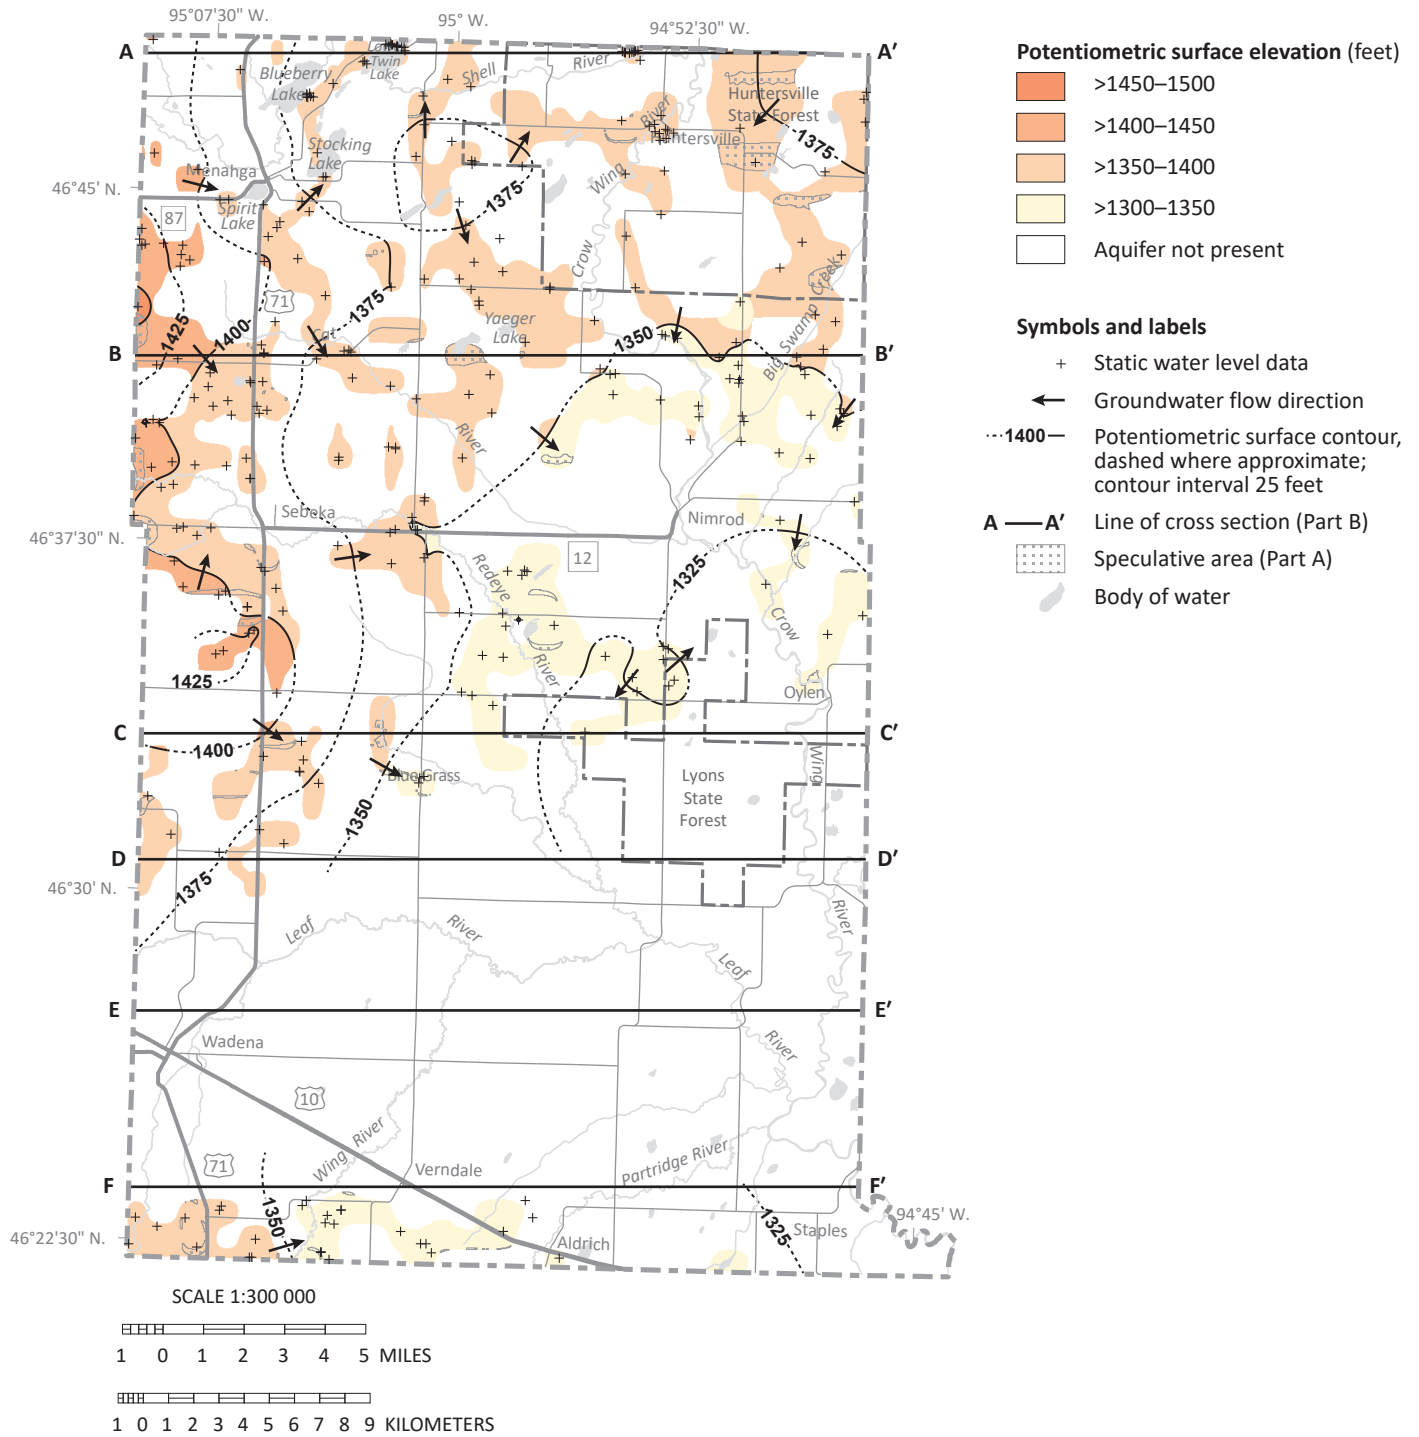 95°07'30" W.
95° W.
94°52'30" W.
A
A′
Lower
Twin
Lake
Blueberry
Lake
Shell
River
Huntersville
State Forest
River
Huntersville
1375
Stocking
Lake
Menahga
46°45' N.
Spirit
Lake
87
1375
Wing
Crow
71
1375
1425
1400
Cat
Yaeger
Lake
1350
Big Swamp Creek
B
B′
River
Sebeka
Nimrod
46°37'30" N.
12
Redeye
River
1325
Crow
1425
Oylen
C
C′
1400
Wing
Blue Grass
Lyons
State
Forest
1350
D
D′
46°30' N.
1375
Leaf
River
River
Leaf
E
E′
Wadena
River
10
Wing River
71
Verndale
Partridge River
F
F′
1350
1325
Staples
94°45' W.
46°22'30" N.
Aldrich
SCALE 1:300 000
1 0 1 2 3 4 5 MILES
1 0 1 2 3 4 5 6 7 8 9 KILOMETERS
Potentiometric surface elevation (feet)
>1450–1500
>1400–1450
>1350–1400
>1300–1350
Aquifer not present
Symbols and labels
Static water level data
Groundwater flow direction
1400
Potentiometric surface contour,
dashed where approximate;
contour interval 25 feet
A A′ Line of cross section (Part B)
Speculative area (Part A)
Body of water